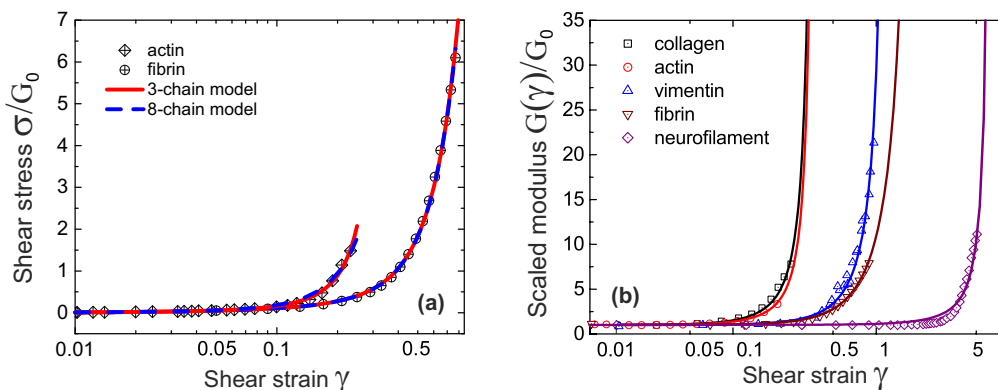 7
6
5
4
3
2
1
0
Shear stress σ/G0
actin
fibrin
3-chain model
8-chain model
(a)
0.01 0.05 0.1 0.5
Shear strain γ
35
30
25
20
15
10
5
0
Scaled modulus G(γ)/G0
collagen
actin
vimentin
fibrin
neurofilament
(b)
0.01 0.05 0.1 0.5 1 5
Shear strain γ